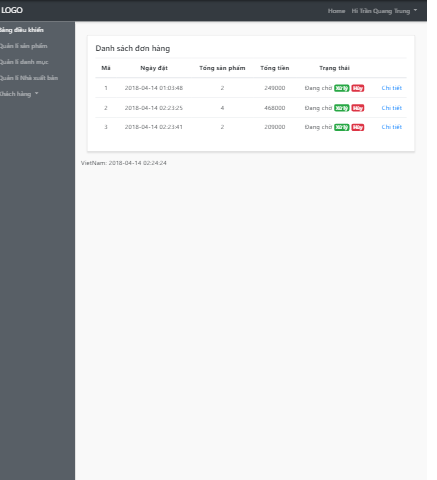 LOGO
Home Hi Trần Quang Trung
Bảng điều khiển
Quản lí sản phẩm
Quản lí danh mục
Quản lí Nhà xuất bản
Khách hàng
Danh sách đơn hàng
Mã Ngày đặt Tổng sản phẩm Tổng tiền Trạng thái
1 2018-04-14 01:03:48 2 249000 Đang chờ Xử lý Hủy Chi tiết
2 2018-04-14 02:23:25 4 468000 Đang chờ Xử lý Hủy Chi tiết
3 2018-04-14 02:23:41 2 209000 Đang chờ Xử lý Hủy Chi tiết
VietNam: 2018-04-14 02:24:24